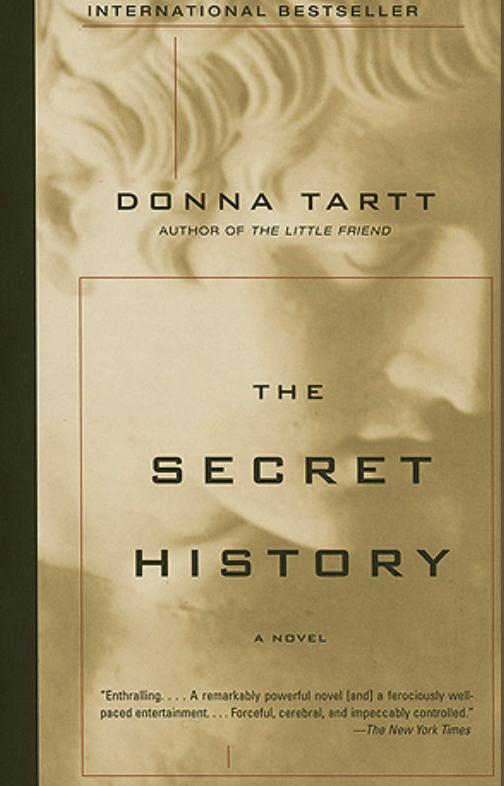 INTERNATIONAL BESTSELLER
DONNA TARTT
AUTHOR OF THE LITTLE FRIEND
THE
SECRET
HISTORY
A NOVEL
"Enthralling. . . . A remarkably powerful novel [and] a ferociously well-
paced entertainment. . . . Forceful, cerebral, and impeccably controlled."
—The New York Times